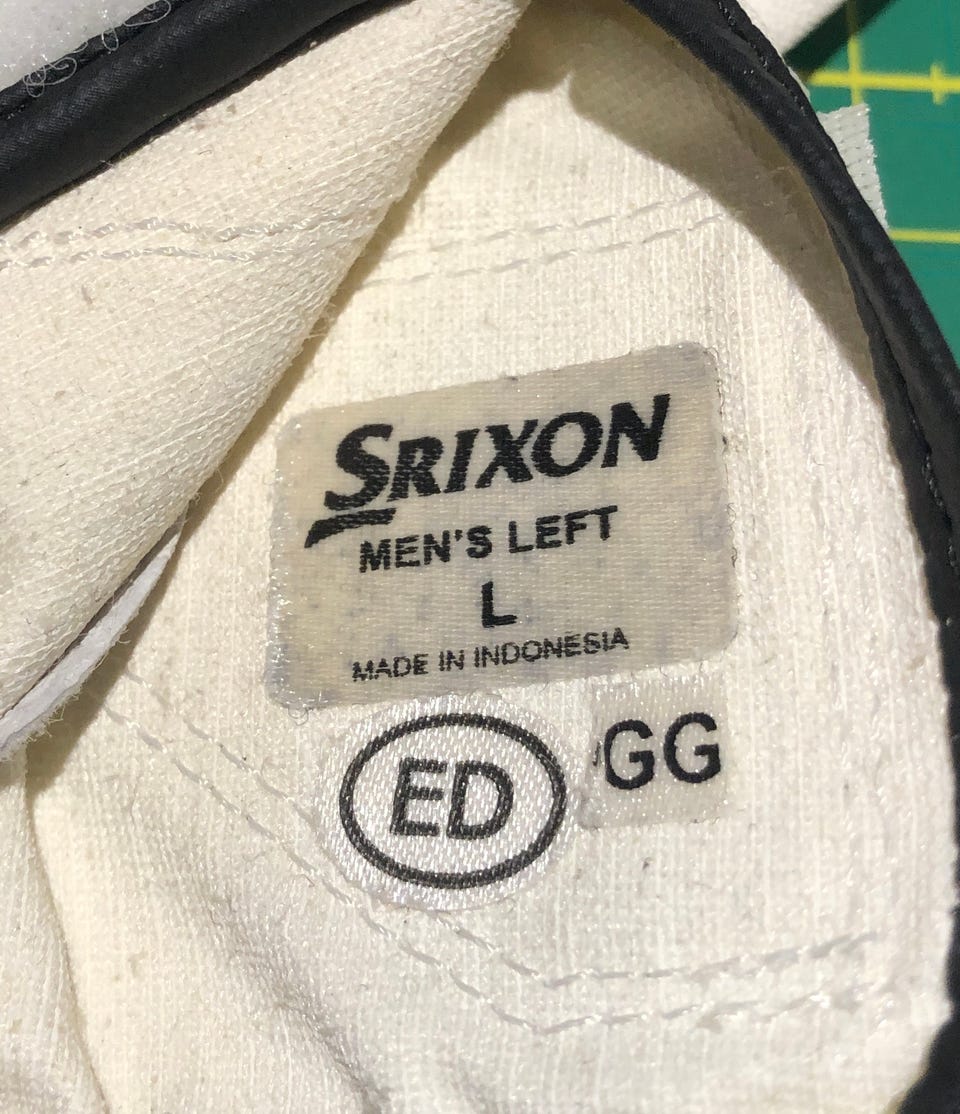 SRIXON
MEN'S LEFT
L
MADE IN INDONESIA
ED
GG